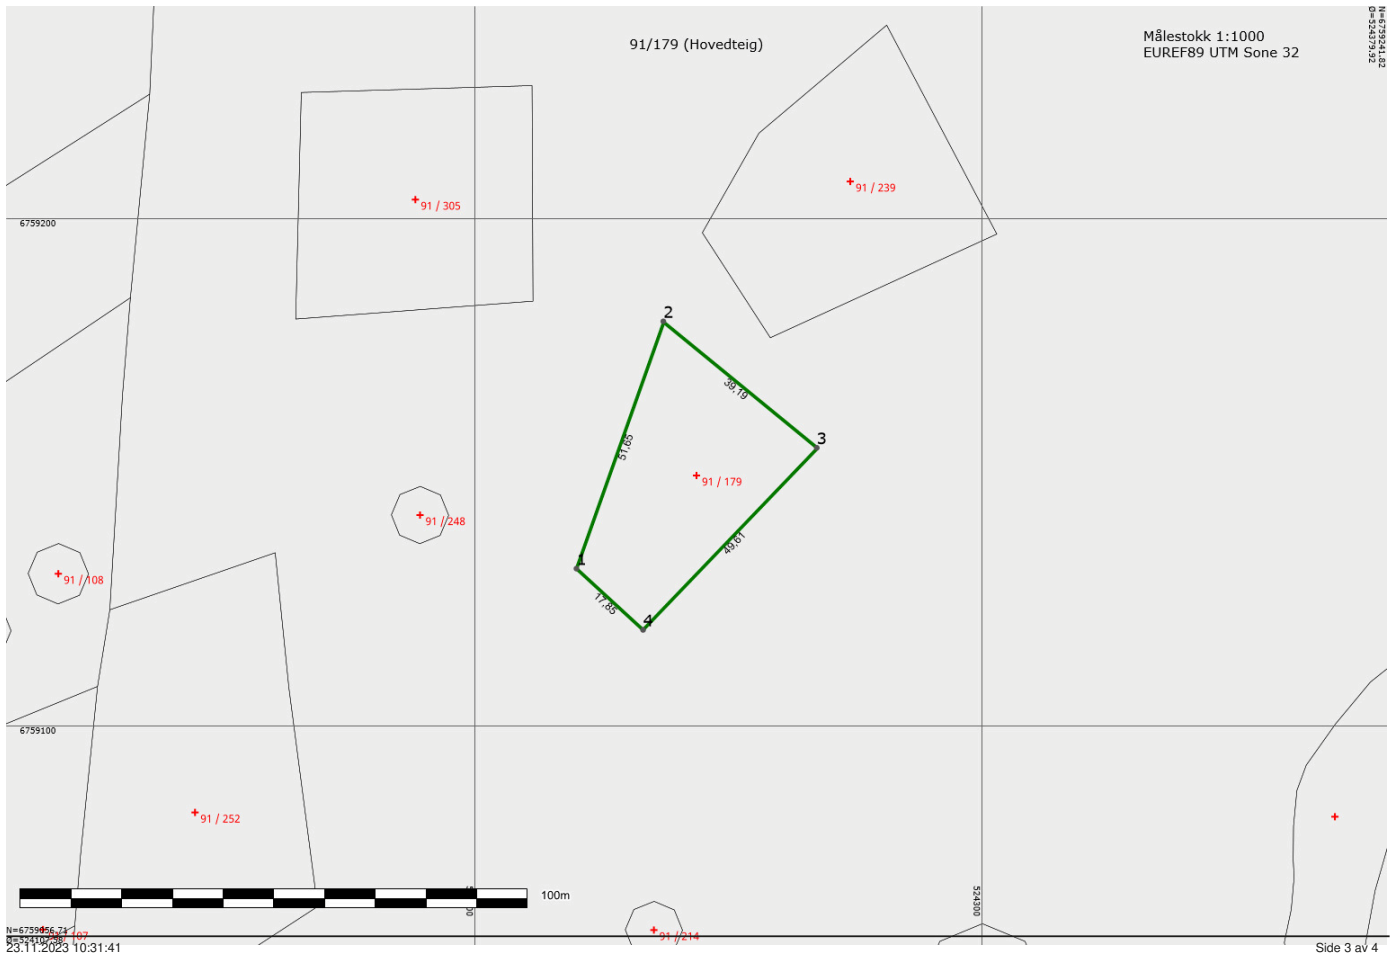 91/179 (Hovedteig)
Målestokk 1:1000
EUREF89 UTM Sone 32
N=6759241.82
Ø=524379.92
91 / 239
91 / 305
6759200
2
39,19
3
51,65
91 / 179
91 / 248
49,61
1
91 / 108
17,85
4
6759100
91 / 252
100m
524300
91 / 214
23.11.2023 10:31:41
Side 3 av 4